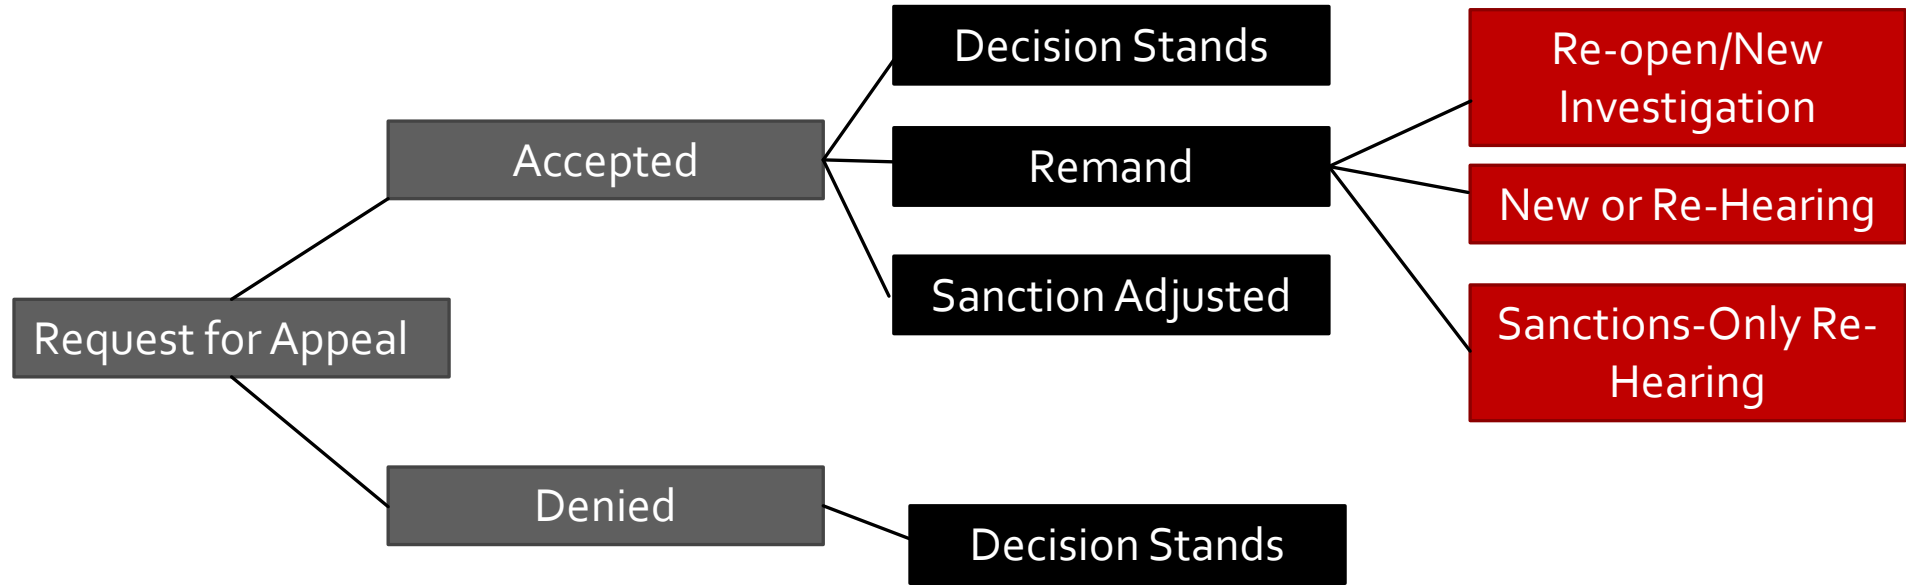 Request for Appeal
Accepted
Denied
Decision Stands
Remand
Sanction Adjusted
Decision Stands
Re-open/New
Investigation
New or Re-Hearing
Sanctions-Only Re-
Hearing